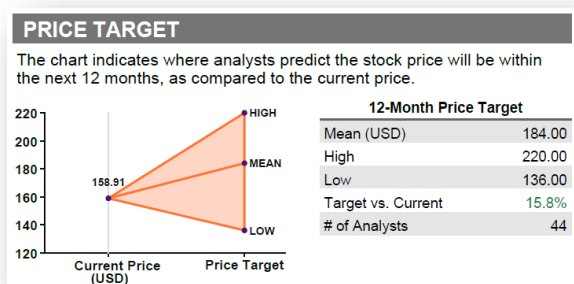 PRICE TARGET
The chart indicates where analysts predict the stock price will be within
the next 12 months, as compared to the current price.
220
200
180
160
140
120
158.91
HIGH
MEAN
LOW
Current Price
(USD)
Price Target
12-Month Price Target
Mean (USD) 184.00
High 220.00
Low 136.00
Target vs. Current 15.8%
# of Analysts 44